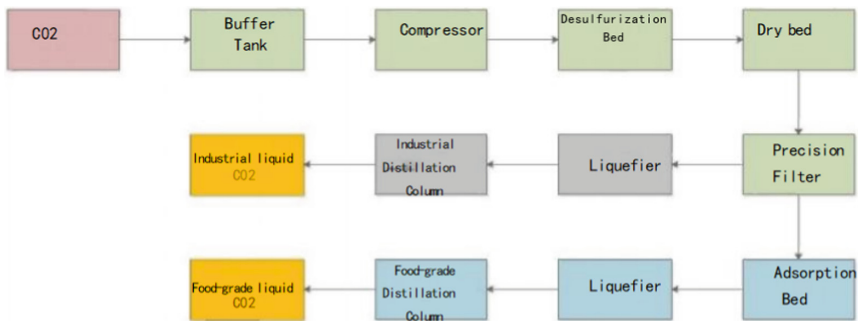 CO2
Buffer
Tank
Compressor
Desulfurization
Bed
Dry bed
Industrial liquid
CO2
Industrial
Distillation
Column
Liquefier
Precision
Filter
Food-grade liquid
CO2
Food-grade
Distillation
Column
Liquefier
Adsorption
Bed